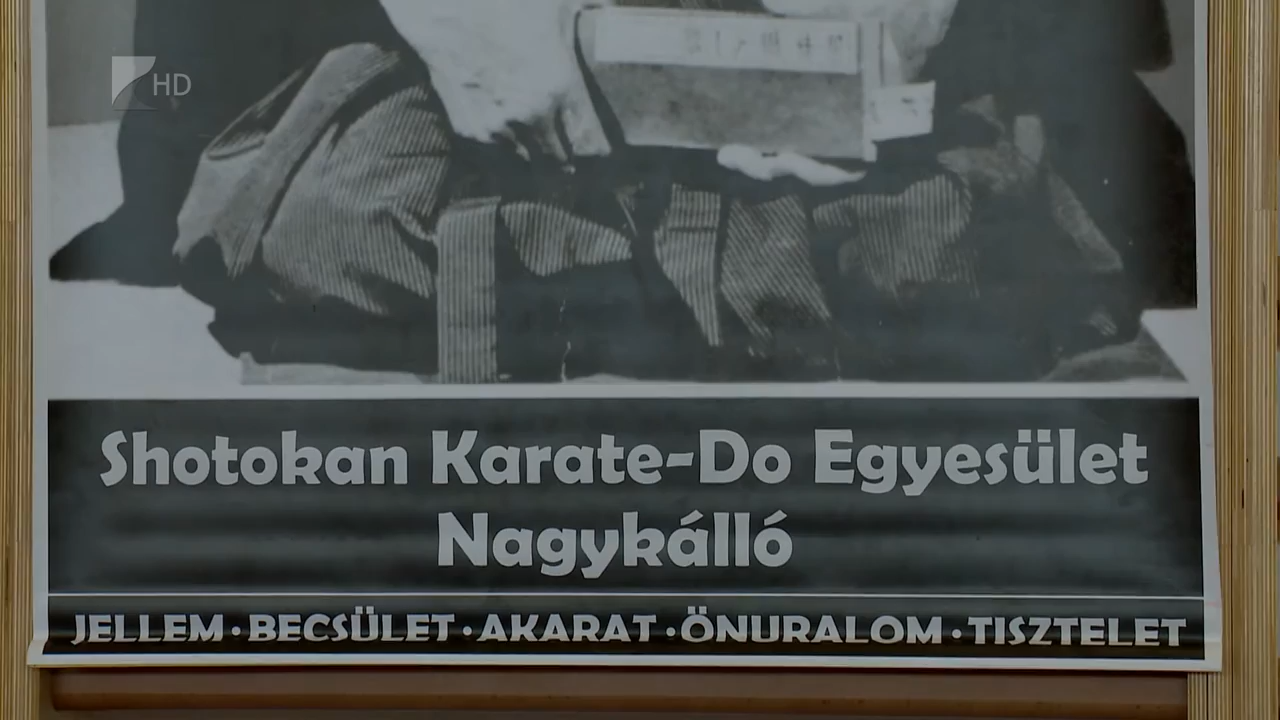 HD
Shotokan Karate-Do Egyesület
Nagykálló
JELLEM · BECSÜLET · AKARAT · ÖNURALOM · TISZTELET